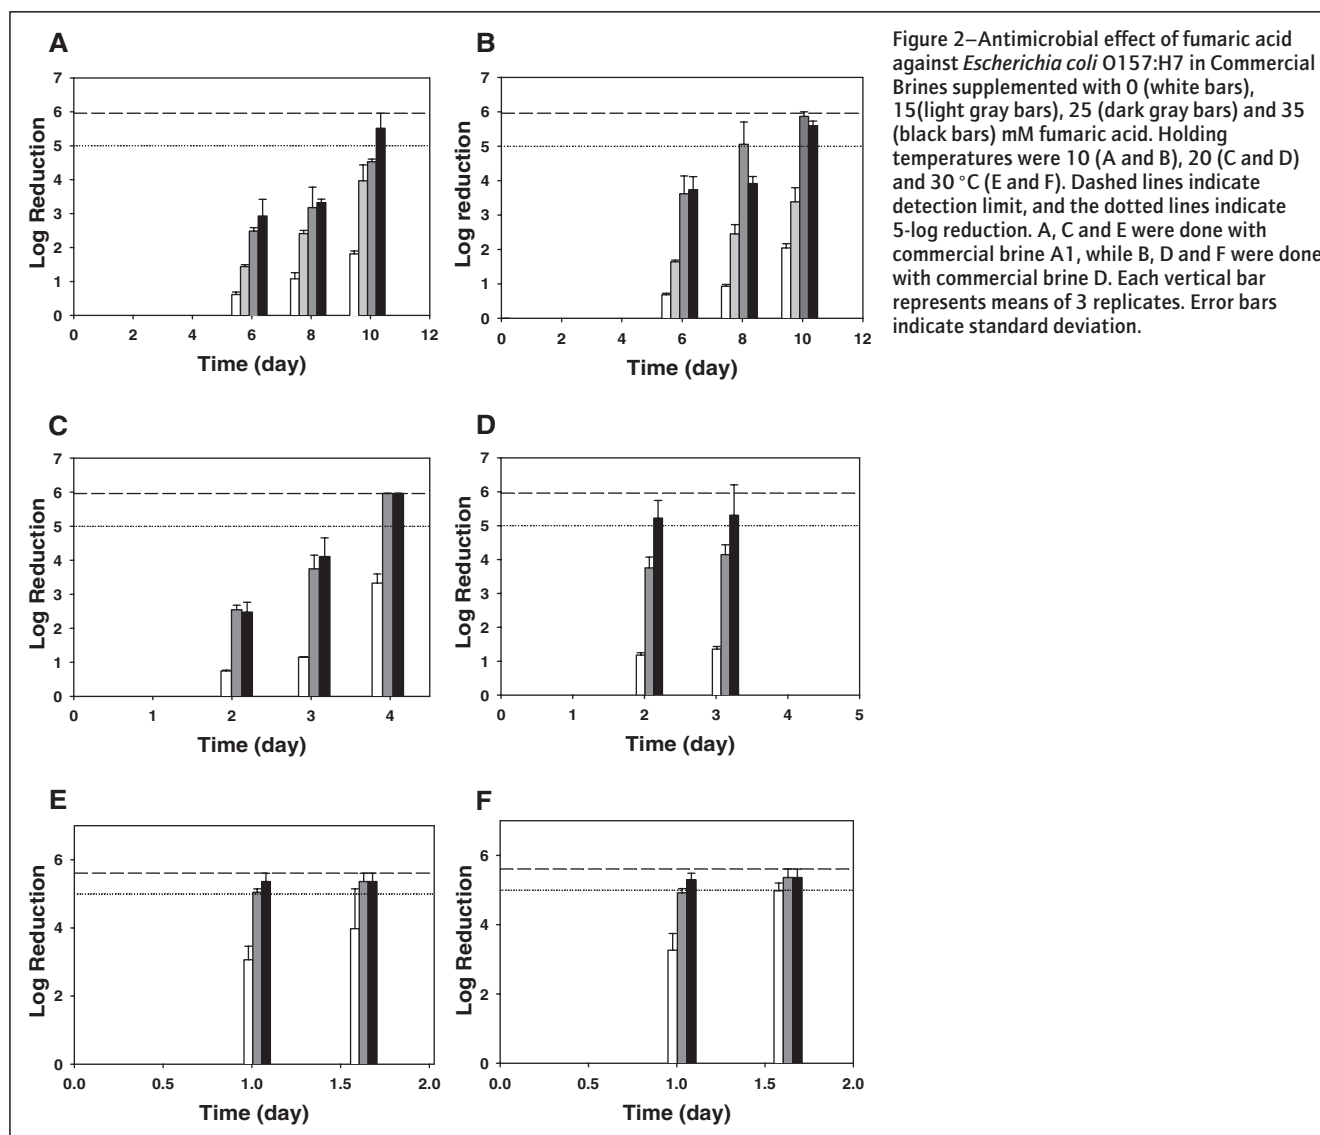 A
7
6
5
4
3
2
1
0
Log Reduction
0 2 4 6 8 10 12
Time (day)
B
7
6
5
4
3
2
1
0
Log reduction
0 2 4 6 8 10 12
Time (day)
Figure 2–Antimicrobial effect of fumaric acid
against Escherichia coli O157:H7 in Commercial
Brines supplemented with 0 (white bars),
15(light gray bars), 25 (dark gray bars) and 35
(black bars) mM fumaric acid. Holding
temperatures were 10 (A and B), 20 (C and D)
and 30 °C (E and F). Dashed lines indicate
detection limit, and the dotted lines indicate
5-log reduction. A, C and E were done with
commercial brine A1, while B, D and F were done
with commercial brine D. Each vertical bar
represents means of 3 replicates. Error bars
indicate standard deviation.
C
7
6
5
4
3
2
1
0
Log Reduction
0 1 2 3 4
Time (day)
D
7
6
5
4
3
2
1
0
Log Reduction
0 1 2 3 4 5
Time (day)
E
6
4
2
0
Log Reduction
0.0 0.5 1.0 1.5 2.0
Time (day)
F
6
4
2
0
Log Reduction
0.0 0.5 1.0 1.5 2.0
Time (day)